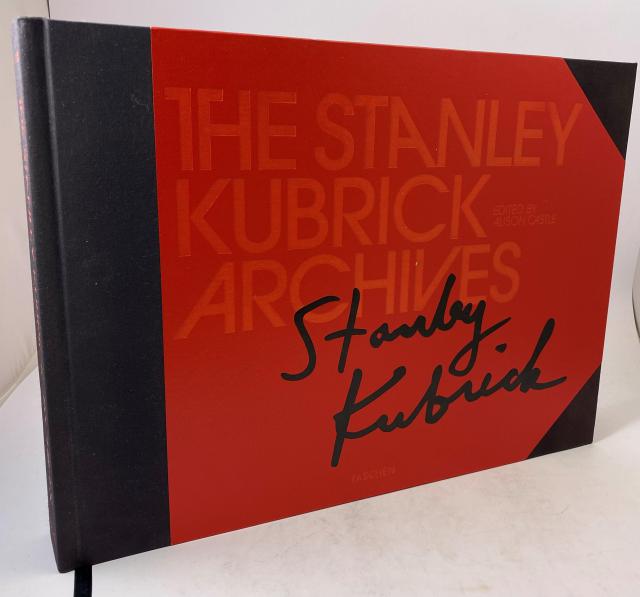 THE STANLEY
KUBRICK
EDITED BY
ALISON CASTLE
ARCHIVES
Stanley
Kubrick
TASCHEN